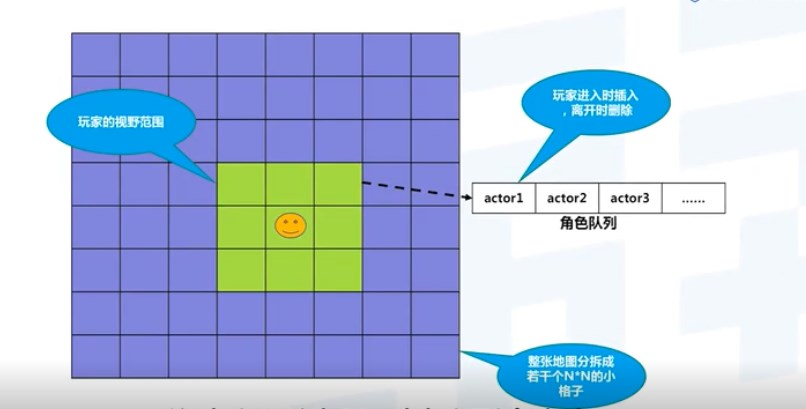 玩家的视野范围
玩家进入时插入
，离开时删除
actor1 actor2 actor3 ......
角色队列
整张地图分拆成
若干个N*N的小
格子